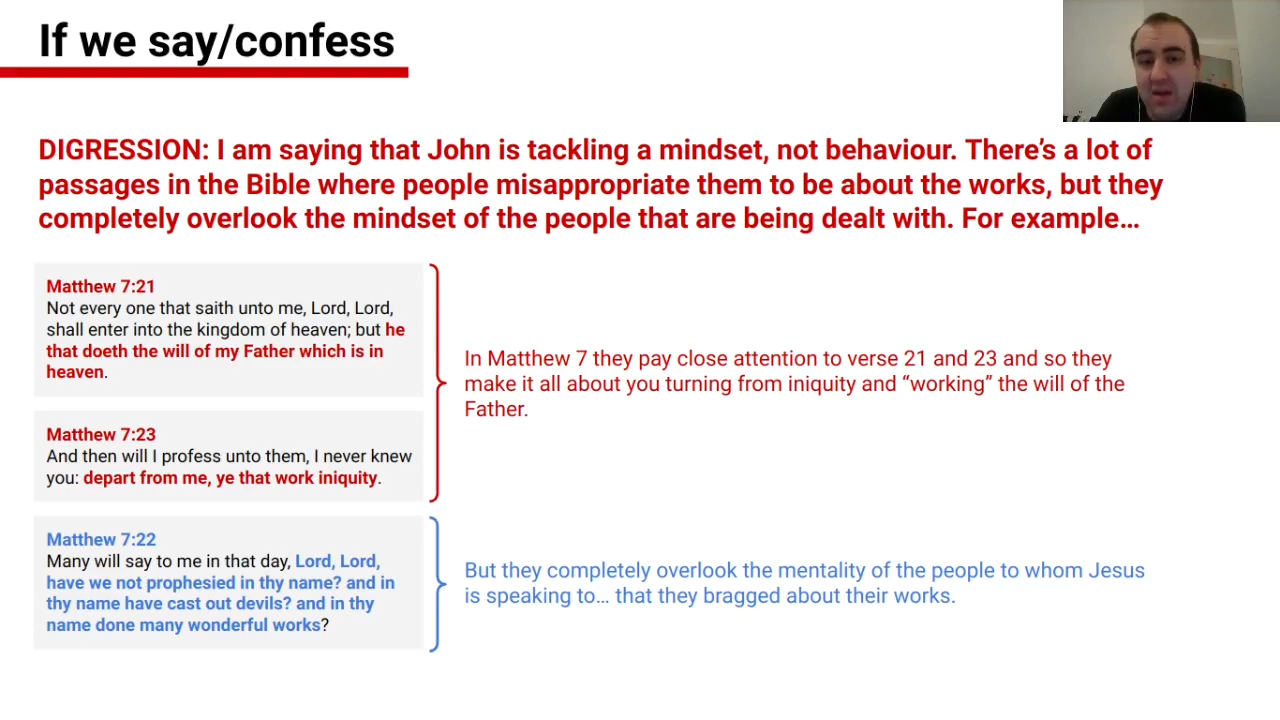 If we say/confess
DIGRESSION: I am saying that John is tackling a mindset, not behaviour. There’s a lot of
passages in the Bible where people misappropriate them to be about the works, but they
completely overlook the mindset of the people that are being dealt with. For example…
Matthew 7:21
Not every one that saith unto me, Lord, Lord,
shall enter into the kingdom of heaven; but he
that doeth the will of my Father which is in
heaven.
Matthew 7:23
And then will I profess unto them, I never knew
you: depart from me, ye that work iniquity.
In Matthew 7 they pay close attention to verse 21 and 23 and so they
make it all about you turning from iniquity and “working” the will of the
Father.
Matthew 7:22
Many will say to me in that day, Lord, Lord,
have we not prophesied in thy name? and in
thy name have cast out devils? and in thy
name done many wonderful works?
But they completely overlook the mentality of the people to whom Jesus
is speaking to… that they bragged about their works.